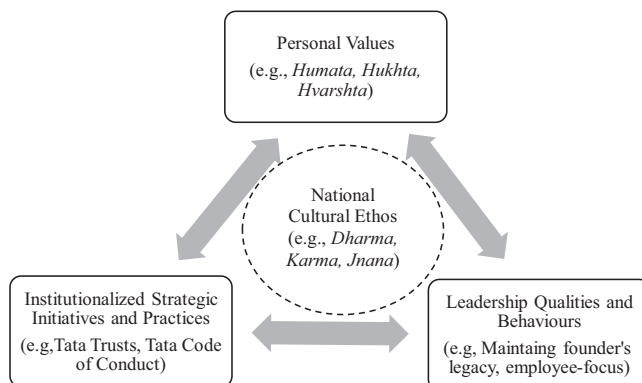 Personal Values
(e.g., Humata, Hukhta,
Hvarshta)
National
Cultural Ethos
(e.g., Dharma,
Karma, Jnana)
Institutionalized Strategic
Initiatives and Practices
(e.g,Tata Trusts, Tata Code
of Conduct)
Leadership Qualities and
Behaviours
(e.g, Maintaing founder's
legacy, employee-focus)